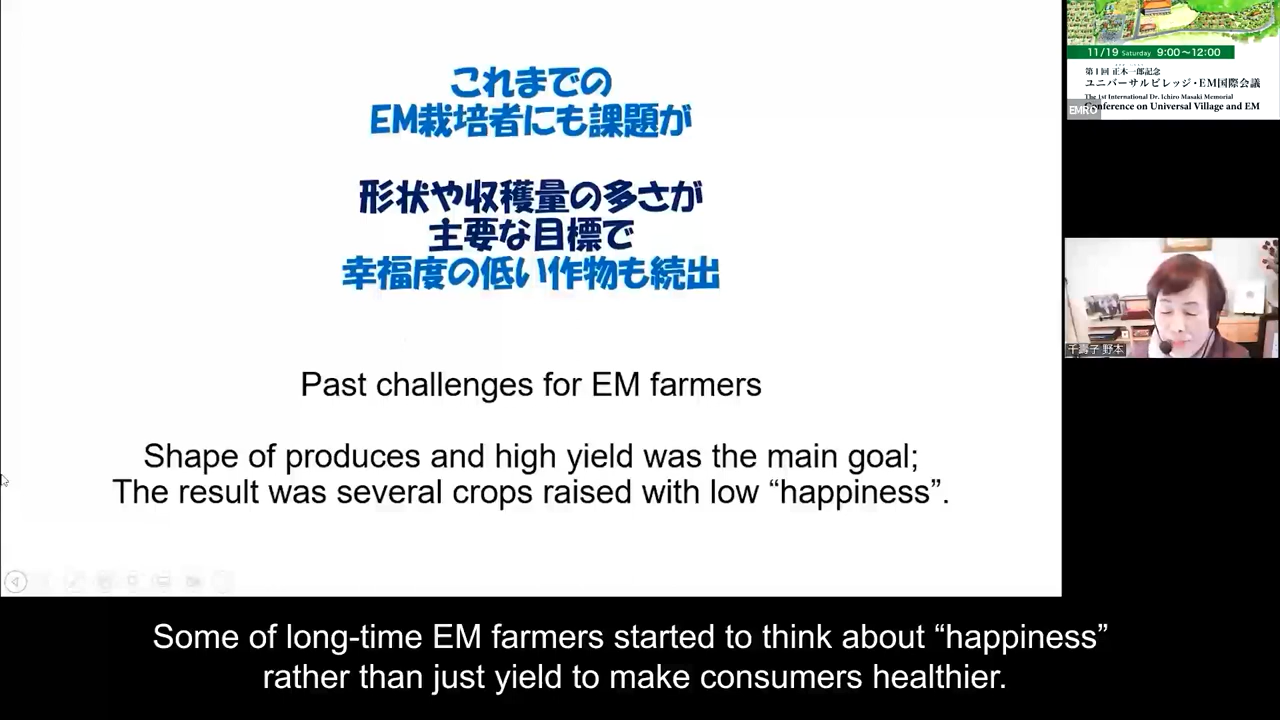 これまでの
EM栽培者にも課題が
形状や収穫量の多さが
主要な目標で
幸福度の低い作物も続出
Past challenges for EM farmers
Shape of produces and high yield was the main goal;
The result was several crops raised with low “happiness”.
11/19 Saturday 9:00～12:00
第1回 正木一郎記念
ユニバーサルビレッジ・EM国際会議
The 1st International Dr. Ichiro Masaki Memorial
Conference on Universal Village and EM
EMRO
千壽子 野本
Some of long-time EM farmers started to think about “happiness”
rather than just yield to make consumers healthier.